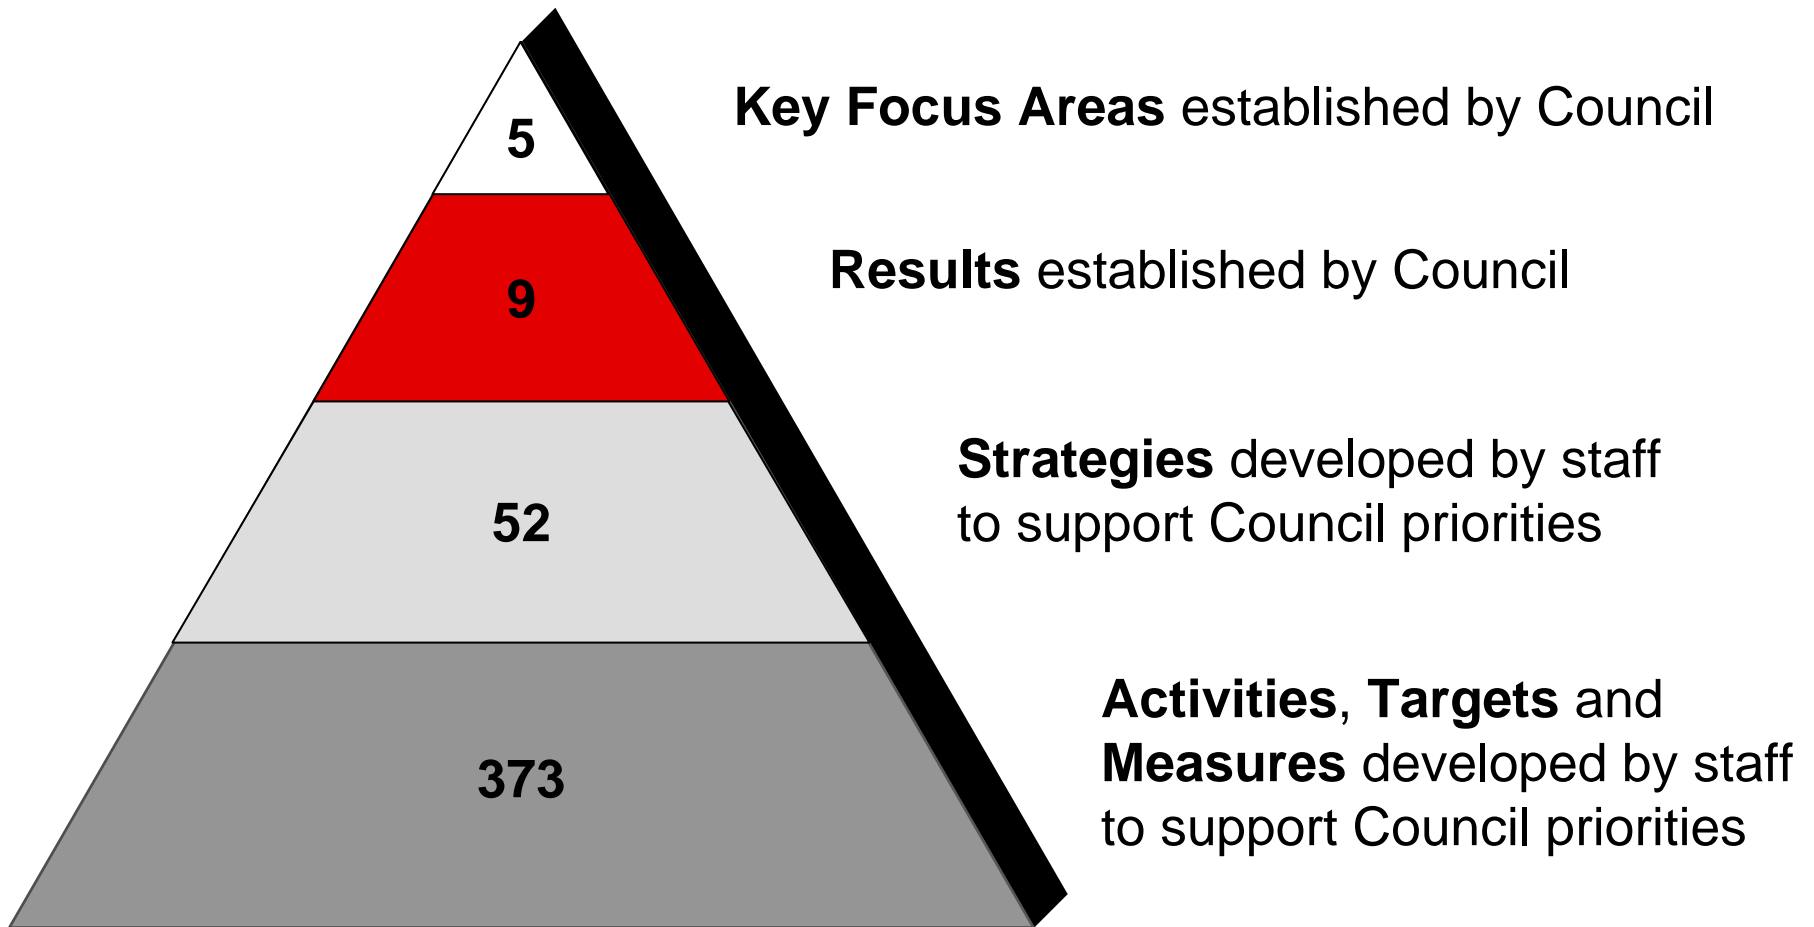 5
Key Focus Areas established by Council
9
Results established by Council
52
Strategies developed by staff
to support Council priorities
373
Activities, Targets and
Measures developed by staff
to support Council priorities